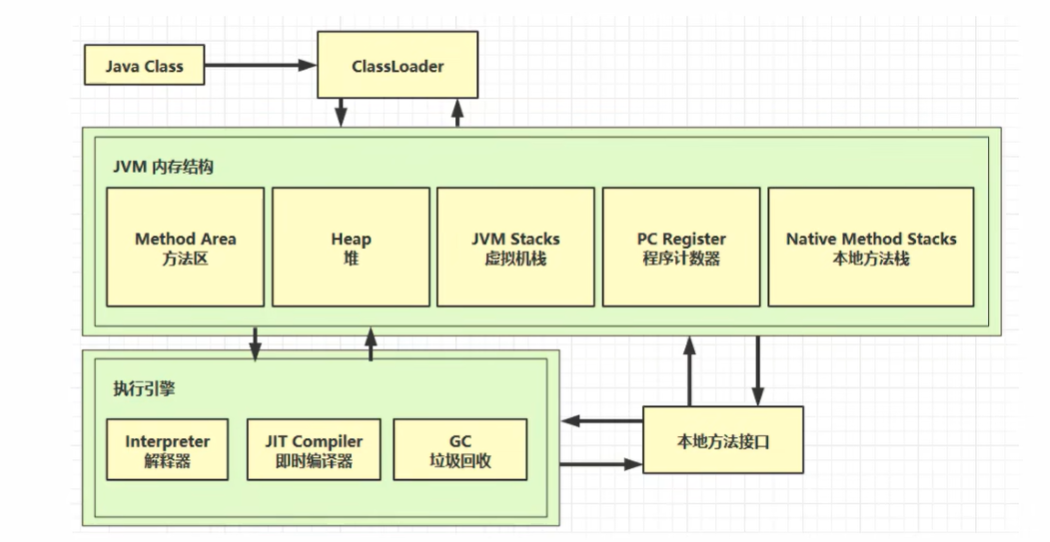 Java Class
ClassLoader
JVM 内存结构
Method Area
方法区
Heap
堆
JVM Stacks
虚拟机栈
PC Register
程序计数器
Native Method Stacks
本地方法栈
执行引擎
Interpreter
解释器
JIT Compiler
即时编译器
GC
垃圾回收
本地方法接口